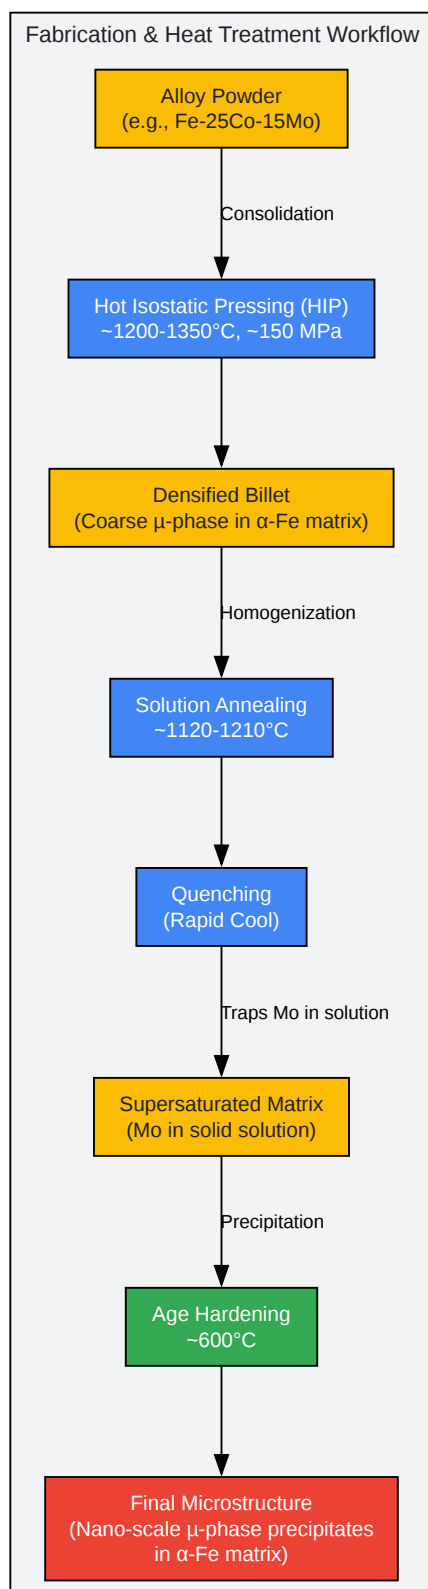 Fabrication & Heat Treatment Workflow
Alloy Powder
(e.g., Fe-25Co-15Mo)
Consolidation
Hot Isostatic Pressing (HIP)
~1200-1350°C, ~150 MPa
Densified Billet
(Coarse µ-phase in α-Fe matrix)
Homogenization
Solution Annealing
~1120-1210°C
Quenching
(Rapid Cool)
Traps Mo in solution
Supersaturated Matrix
(Mo in solid solution)
Precipitation
Age Hardening
~600°C
Final Microstructure
(Nano-scale µ-phase precipitates
in α-Fe matrix)